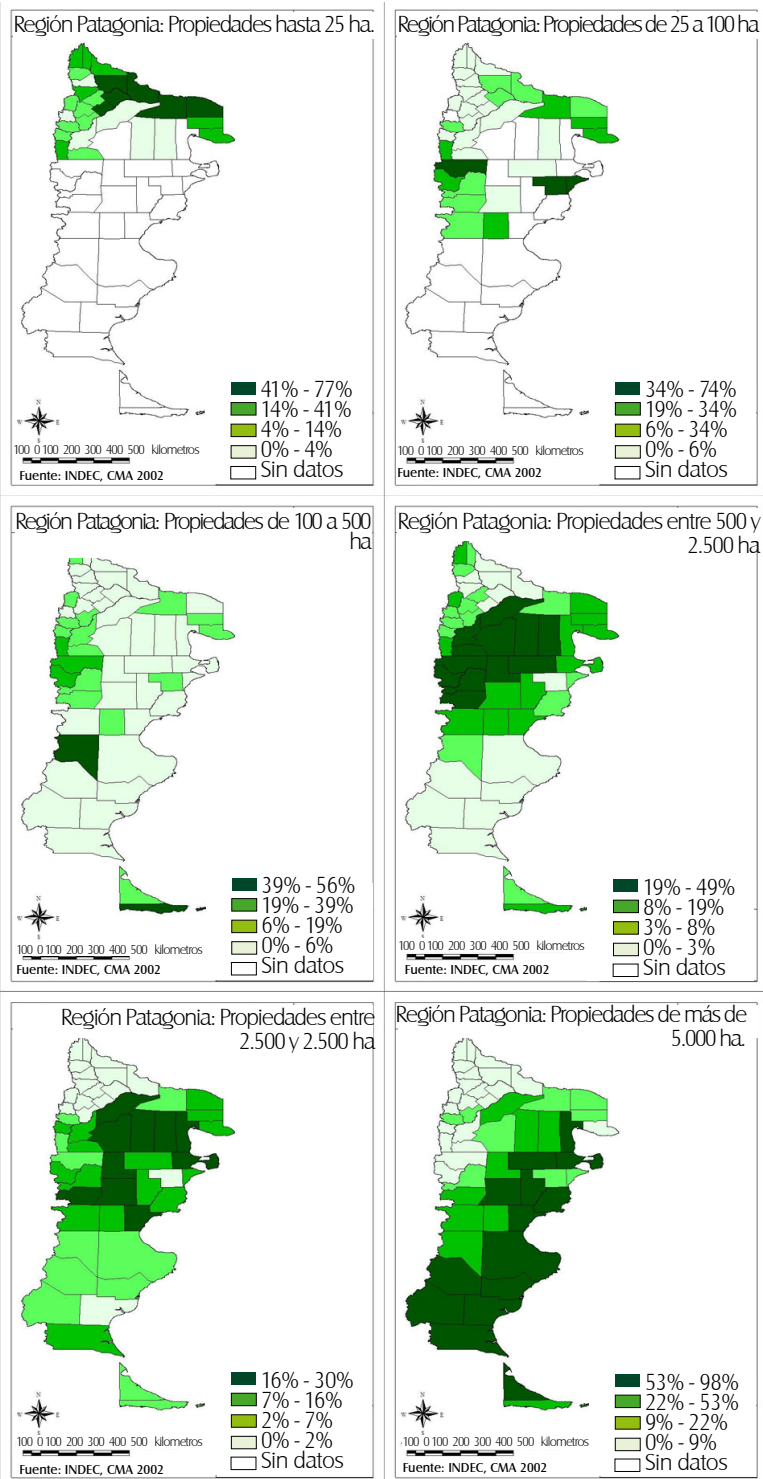 Región Patagonia: Propiedades hasta 25 ha.
N
W E
S
100 0 100 200 300 400 500 kilometros
Fuente: INDEC, CMA 2002
41% - 77%
14% - 41%
4% - 14%
0% - 4%
Sin datos
Región Patagonia: Propiedades de 25 a 100 ha
N
W E
S
100 0 100 200 300 400 500 kilometros
Fuente: INDEC, CMA 2002
34% - 74%
19% - 34%
6% - 34%
0% - 6%
Sin datos
Región Patagonia: Propiedades de 100 a 500
ha
N
W E
S
100 0 100 200 300 400 500 kilometros
Fuente: INDEC, CMA 2002
39% - 56%
19% - 39%
6% - 19%
0% - 6%
Sin datos
Región Patagonia: Propiedades entre 500 y
2.500 ha
N
W E
S
100 0 100 200 300 400 500 kilometros
Fuente: INDEC, CMA 2002
19% - 49%
8% - 19%
3% - 8%
0% - 3%
Sin datos
Región Patagonia: Propiedades entre
2.500 y 2.500 ha
N
W E
S
100 0 100 200 300 400 500 kilometros
Fuente: INDEC, CMA 2002
16% - 30%
7% - 16%
2% - 7%
0% - 2%
Sin datos
Región Patagonia: Propiedades de más de
5.000 ha.
N
W E
S
100 0 100 200 300 400 500 kilometros
Fuente: INDEC, CMA 2002
53% - 98%
22% - 53%
9% - 22%
0% - 9%
Sin datos